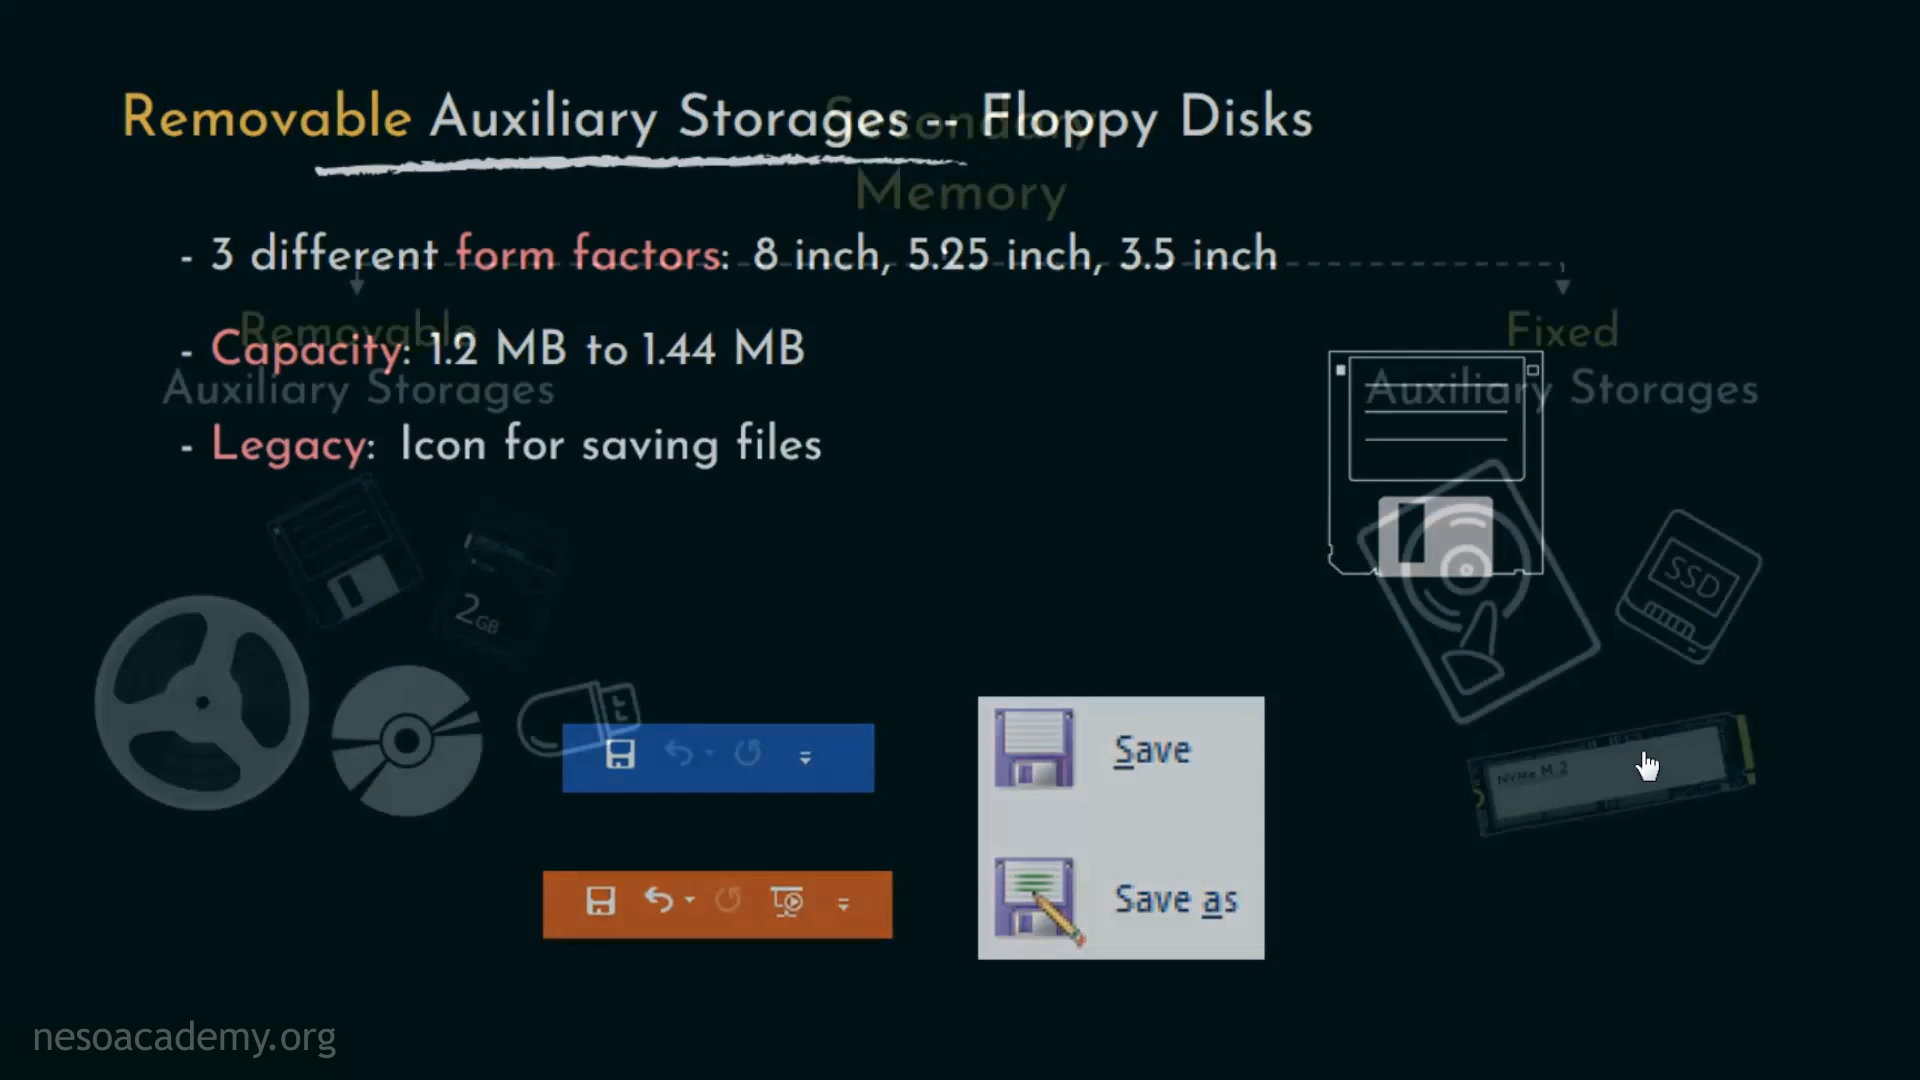 Removable Auxiliary Storages -- Floppy Disks
Secondary
Memory
- 3 different form factors: 8 inch, 5.25 inch, 3.5 inch
Removable
Auxiliary Storages
Fixed
Auxiliary Storages
- Capacity: 1.2 MB to 1.44 MB
- Legacy: Icon for saving files
2GB
SSD
NVMe M.2
Save
Save as
nesoacademy.org